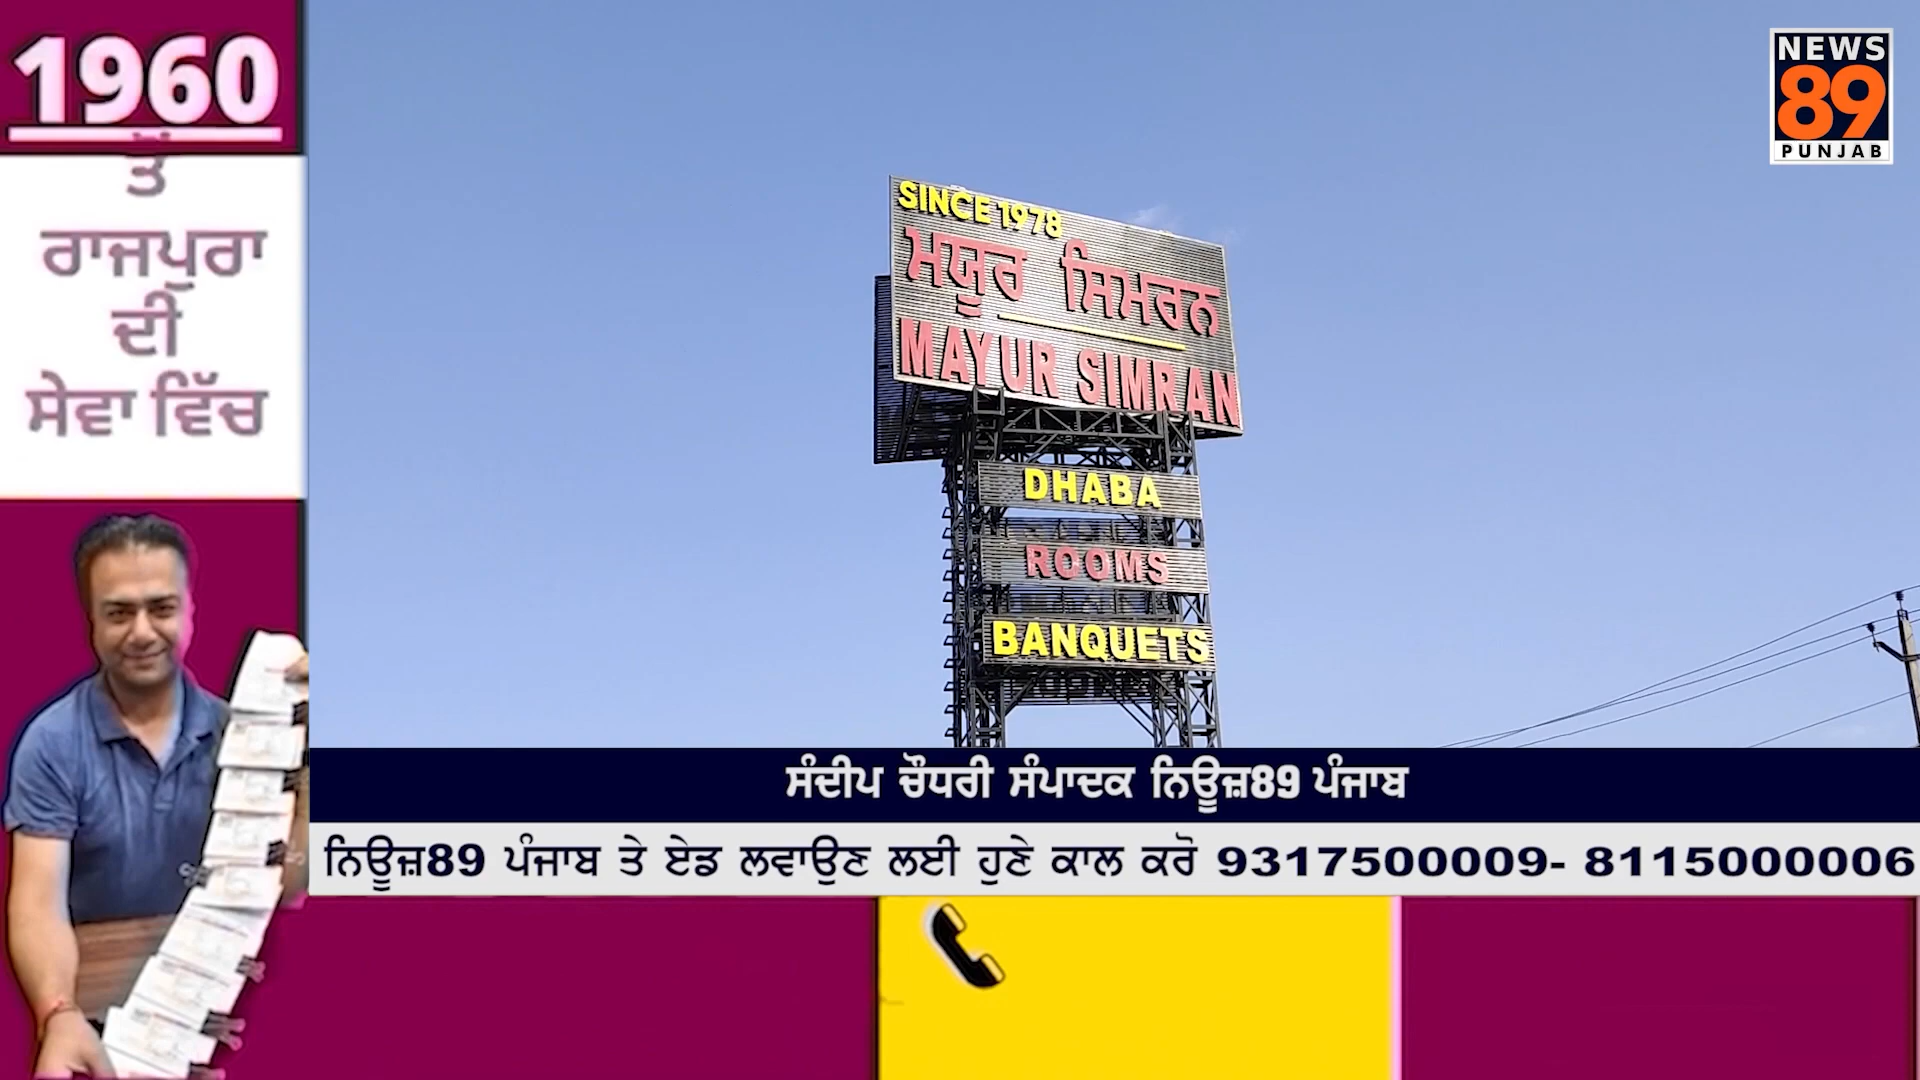 1960
ਤੋਂ
ਰਾਜਪੁਰਾ
ਦੀ
ਸੇਵਾ ਵਿੱਚ
NEWS
89
PUNJAB
SINCE 1978
ਮਯੂਰ ਸਿਮਰਨ
MAYUR SIMRAN
DHABA
ROOMS
BANQUETS
ਸੰਦੀਪ ਚੌਧਰੀ ਸੰਪਾਦਕ ਨਿਊਜ਼89 ਪੰਜਾਬ
ਨਿਊਜ਼89 ਪੰਜਾਬ ਤੇ ਏਡ ਲਵਾਉਣ ਲਈ ਹੁਣੇ ਕਾਲ ਕਰੋ 9317500009- 8115000006